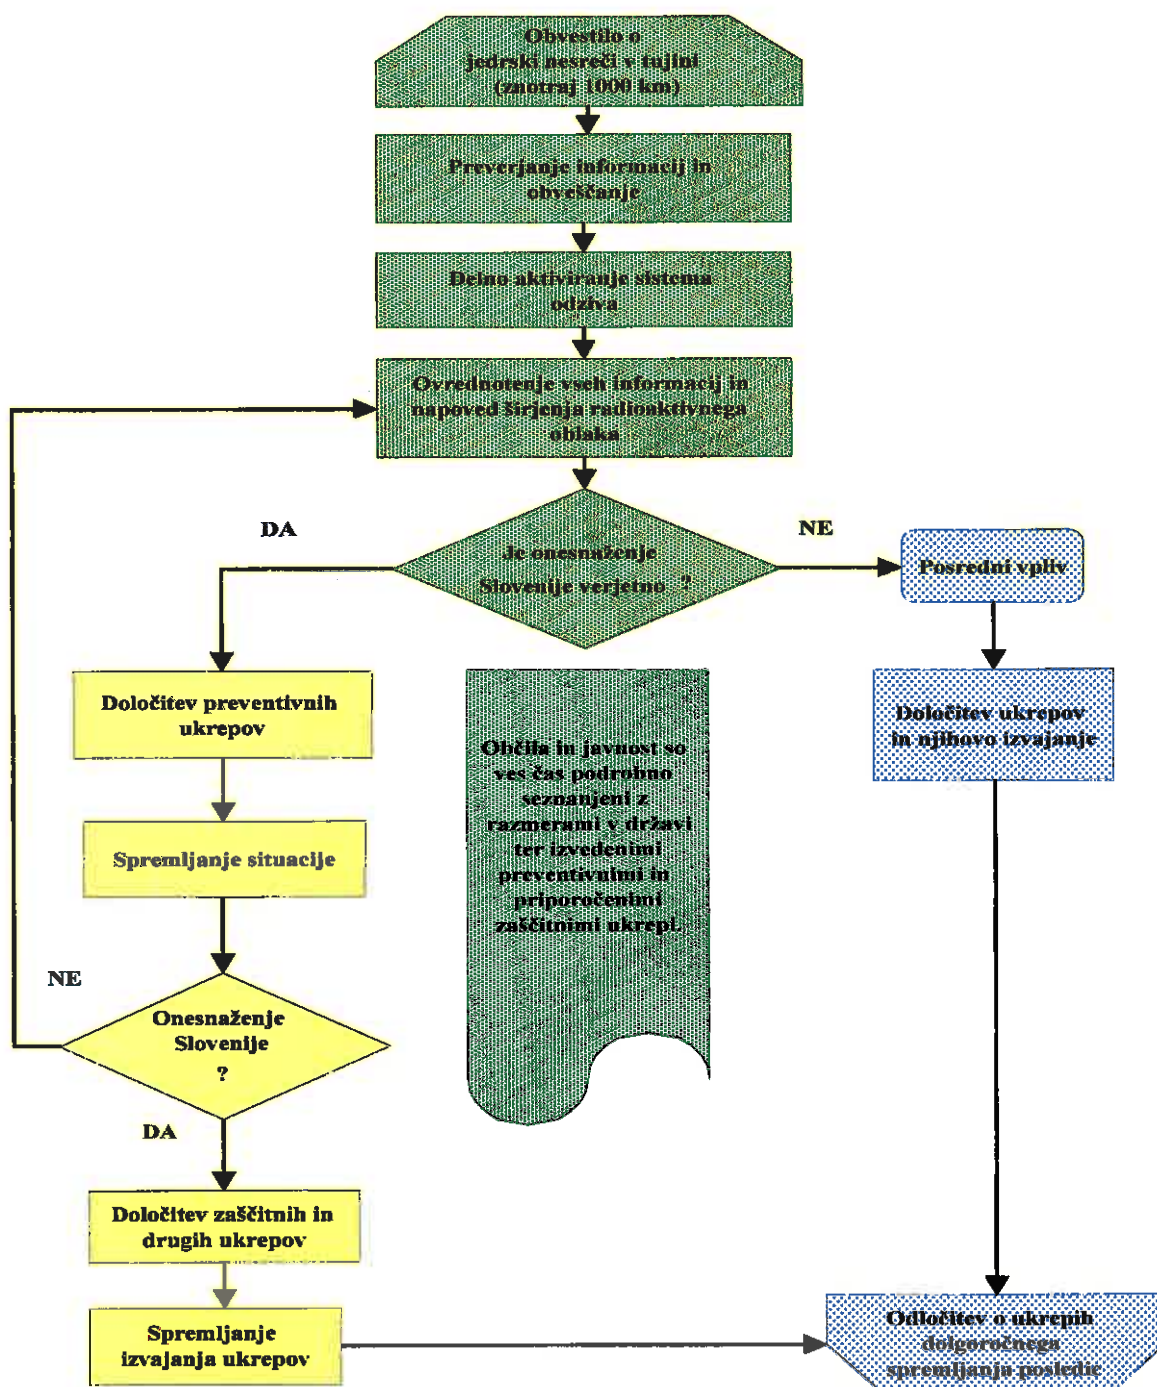 Obvestilo o
jedrski nesreči v tujini
(znotraj 1000 km)
Preverjanje informacij in
obveščanje
Delno aktiviranje sistema
odziva
Ovrednotenje vseh informacij in
napoved širjenja radioaktivnega
oblaka
DA
NE
Je onesnaženje
Slovenije verjetno ?
Posredni vpliv
Določitev preventivnih
ukrepov
Določitev ukrepov
in njihovo izvajanje
Občila in javnost so
ves čas podrobno
seznanjeni z
razmerami v državi
ter izvedenimi
preventivnimi in
priporočenimi
zaščitnimi ukrepi.
Spremljanje situacije
NE
Onesnaženje
Slovenije
?
DA
Določitev zaščitnih in
drugih ukrepov
Spremljanje
izvajanja ukrepov
Odločitev o ukrepih
dolgoročnega
spremljanja posledic